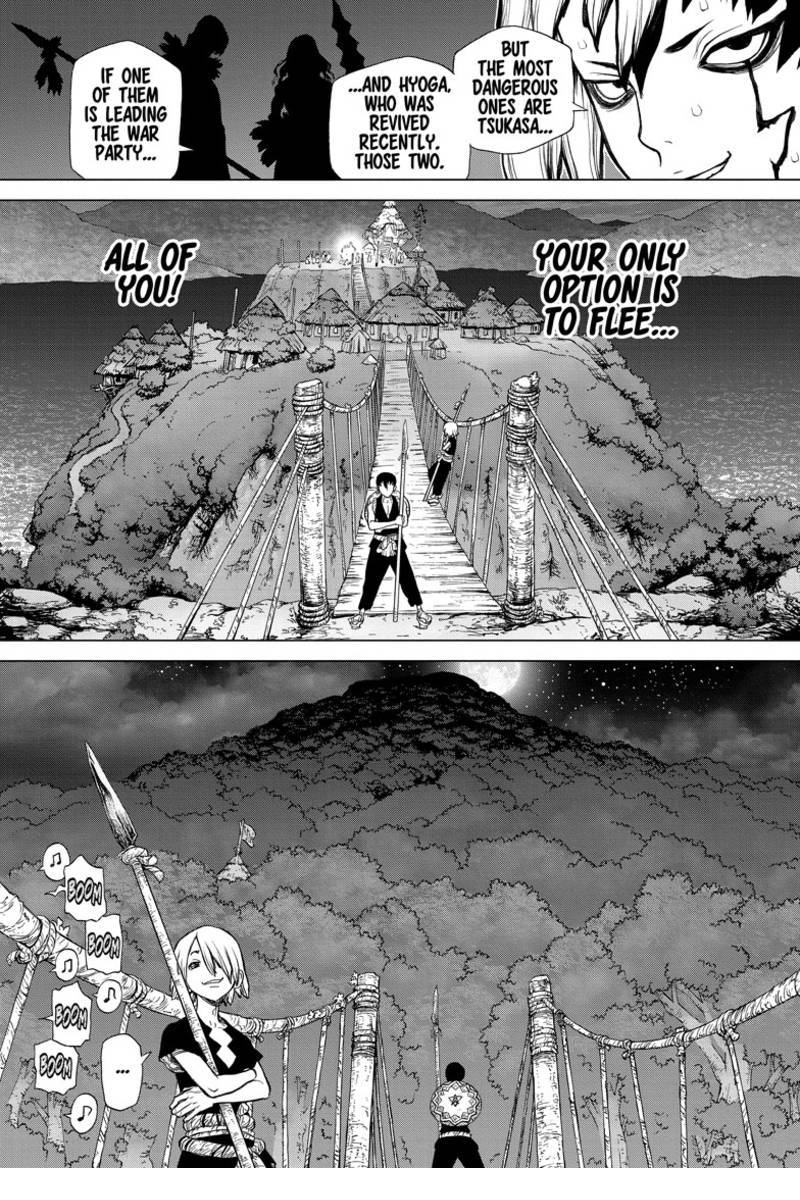 BUT
THE MOST
DANGEROUS
ONES ARE
TSUKASA...
...AND HYOGA,
WHO WAS
REVIVED
RECENTLY.
THOSE TWO.
IF ONE
OF THEM
IS LEADING
THE WAR
PARTY...
YOUR ONLY
OPTION IS
TO FLEE...
ALL OF
YOU!
BOOM
BOOM
BOOM
BOOM
...